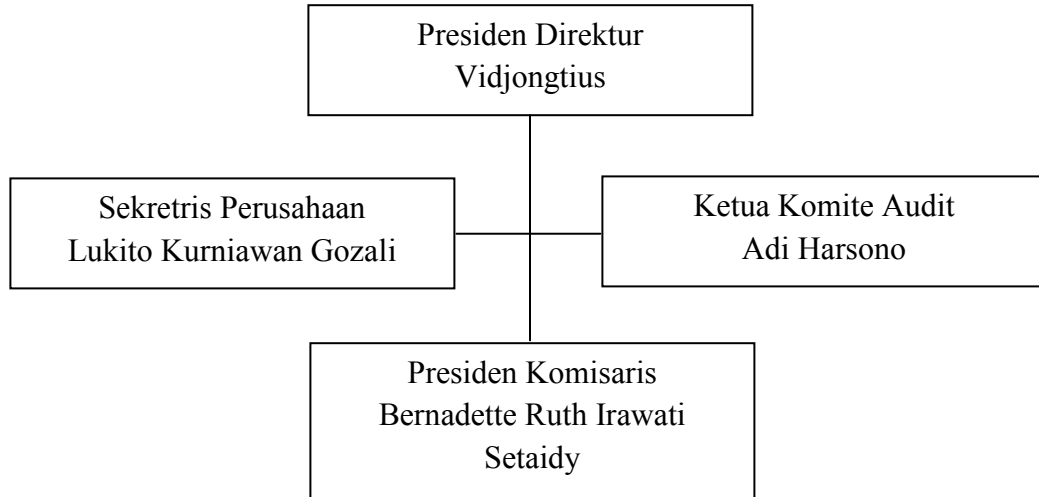 Presiden Direktur
Vidjongtius
Sekretris Perusahaan
Lukito Kurniawan Gozali
Ketua Komite Audit
Adi Harsono
Presiden Komisaris
Bernadette Ruth Irawati
Setaidy